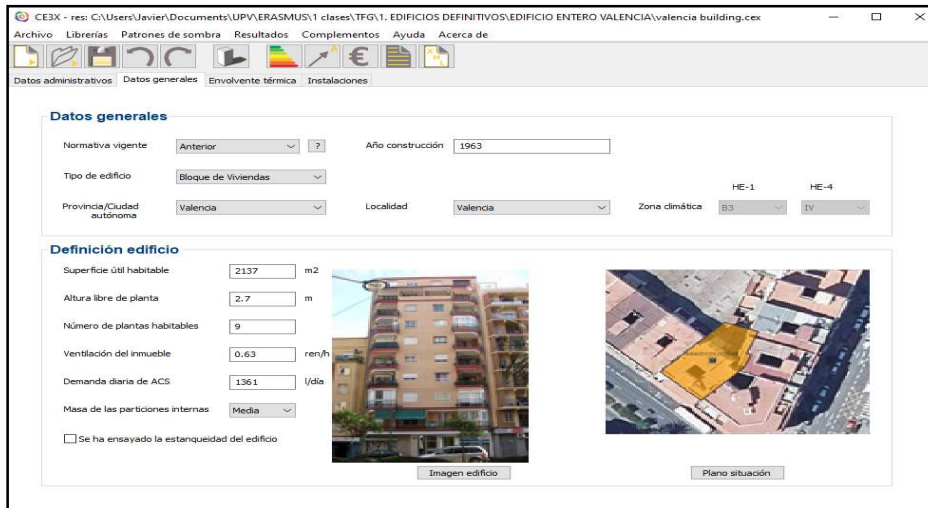 CE3X - res: C:\Users\Javier\Documents\UPV\ERASMUS\1 clases\TFG\1. EDIFICIOS DEFINITIVOS\EDIFICIO ENTERO VALENCIA\valencia building.cex
Archivo Librerías Patrones de sombra Resultados Complementos Ayuda Acerca de
Datos administrativos Datos generales Envolvente térmica Instalaciones
Datos generales
Normativa vigente Anterior ? Año construcción 1963
Tipo de edificio Bloque de Viviendas
HE-1 HE-4
Provincia/Ciudad autónoma Valencia Localidad Valencia Zona climática B3 IV
Definición edificio
Superficie útil habitable 2137 m2
Altura libre de planta 2.7 m
Número de plantas habitables 9
Ventilación del inmueble 0.63 ren/h
Demanda diaria de ACS 1361 l/día
Masa de las particiones internas Media
Se ha ensayado la estanqueidad del edificio
Imagen edificio Plano situación